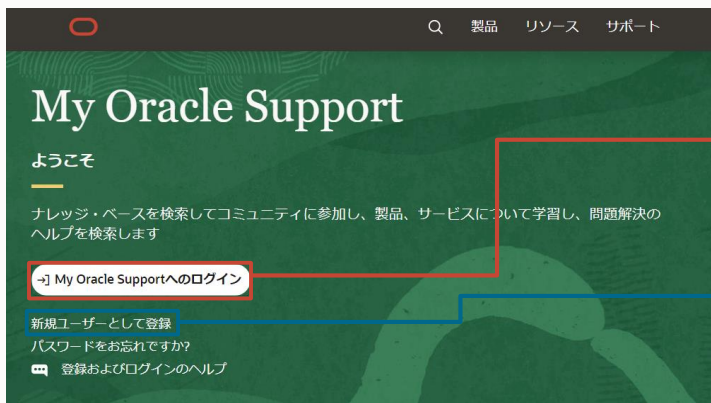 製品 リソース サポート
My Oracle Support
ようこそ
ナレッジ・ベースを検索してコミュニティに参加し、製品、サービスについて学習し、問題解決の
ヘルプを検索します
My Oracle Supportへのログイン
新規ユーザーとして登録
パスワードをお忘れですか?
登録およびログインのヘルプ